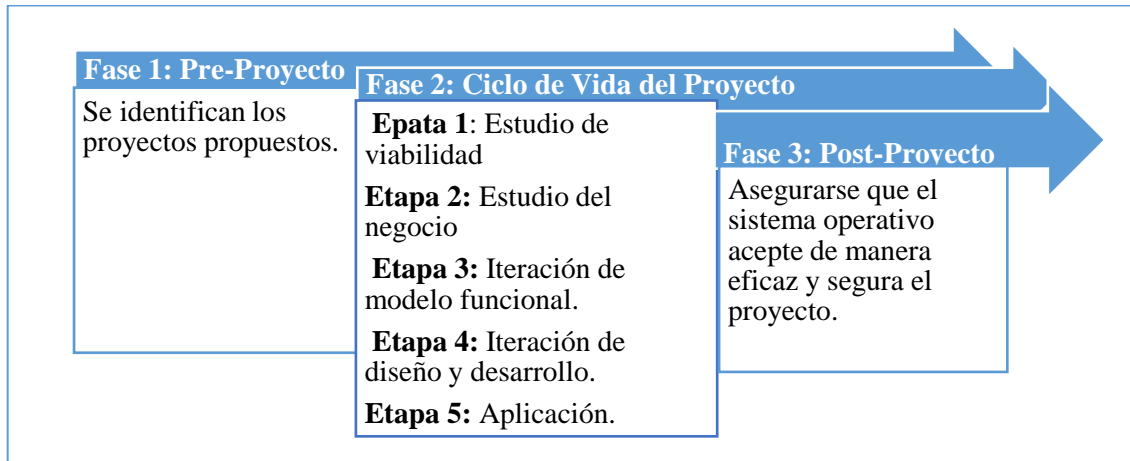 Fase 1: Pre-Proyecto
Se identifican los
proyectos propuestos.
Fase 2: Ciclo de Vida del Proyecto
Epata 1: Estudio de
viabilidad
Etapa 2: Estudio del
negocio
Etapa 3: Iteración de
modelo funcional.
Etapa 4: Iteración de
diseño y desarrollo.
Etapa 5: Aplicación.
Fase 3: Post-Proyecto
Asegurarse que el
sistema operativo
acepte de manera
eficaz y segura el
proyecto.